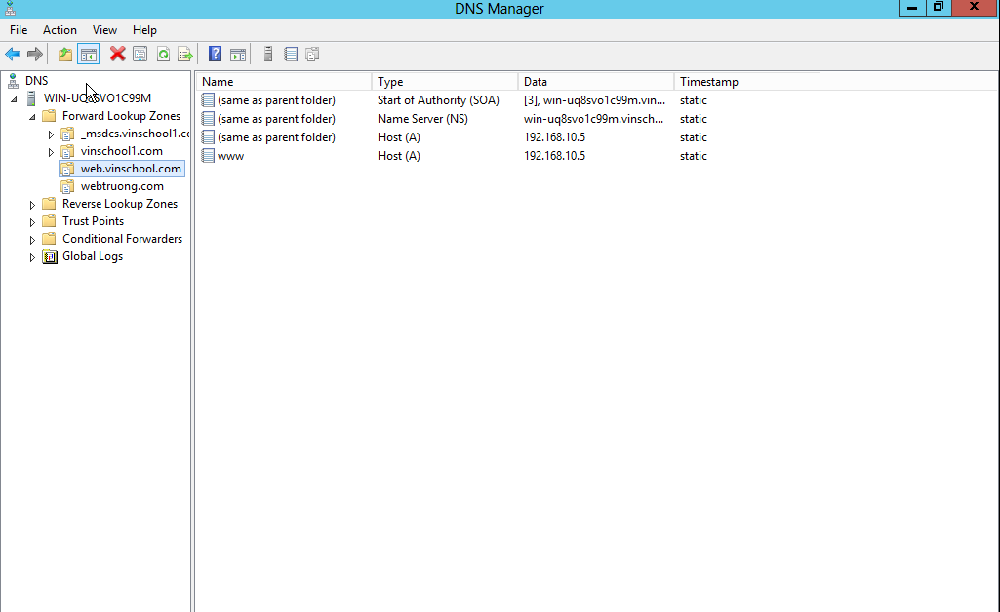 DNS Manager
File Action View Help
DNS
WIN-UQ8SVO1C99M
Forward Lookup Zones
_msdcs.vinschool1.co
vinschool1.com
web.vinschool.com
webtruong.com
Reverse Lookup Zones
Trust Points
Conditional Forwarders
Global Logs
Name Type Data Timestamp
(same as parent folder) Start of Authority (SOA) [3], win-uq8svo1c99m.vin... static
(same as parent folder) Name Server (NS) win-uq8svo1c99m.vinsch... static
(same as parent folder) Host (A) 192.168.10.5 static
www Host (A) 192.168.10.5 static